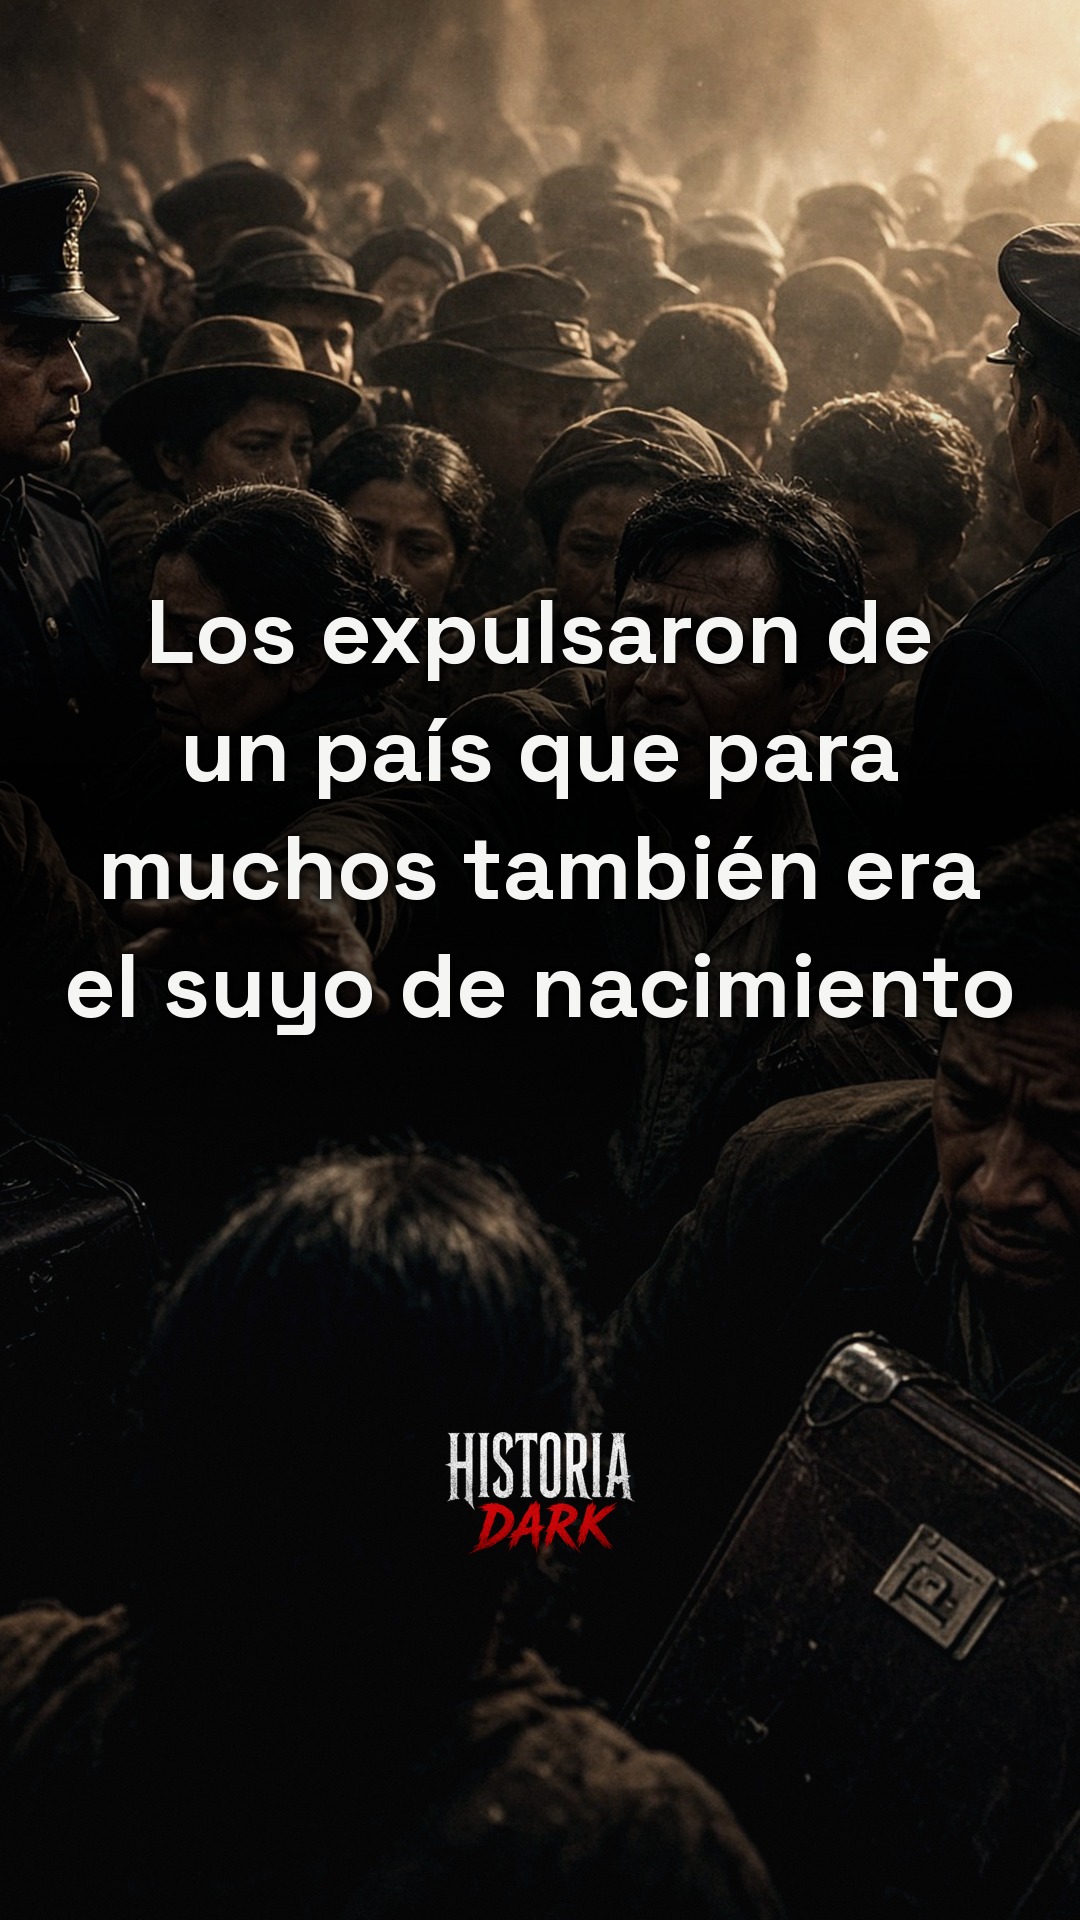 Los expulsaron de
un país que para
muchos también era
el suyo de nacimiento
HISTORIA
DARK